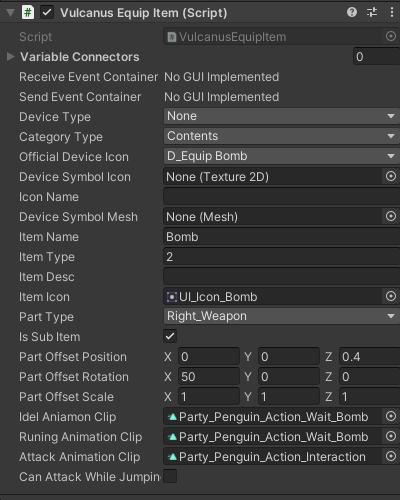 Vulcanus Equip Item (Script)
Script VulcanusEquipItem
Variable Connectors 0
Receive Event Container No GUI Implemented
Send Event Container No GUI Implemented
Device Type None
Category Type Contents
Official Device Icon D_Equip Bomb
Device Symbol Icon None (Texture 2D)
Icon Name
Device Symbol Mesh None (Mesh)
Item Name Bomb
Item Type 2
Item Desc
Item Icon UI_Icon_Bomb
Part Type Right_Weapon
Is Sub Item
Part Offset Position X 0 Y 0 Z 0.4
Part Offset Rotation X 50 Y 0 Z 0
Part Offset Scale X 1 Y 1 Z 1
Idel Aniamon Clip Party_Penguin_Action_Wait_Bomb
Runing Animation Clip Party_Penguin_Action_Wait_Bomb
Attack Animation Clip Party_Penguin_Action_Interaction
Can Attack While Jumpin